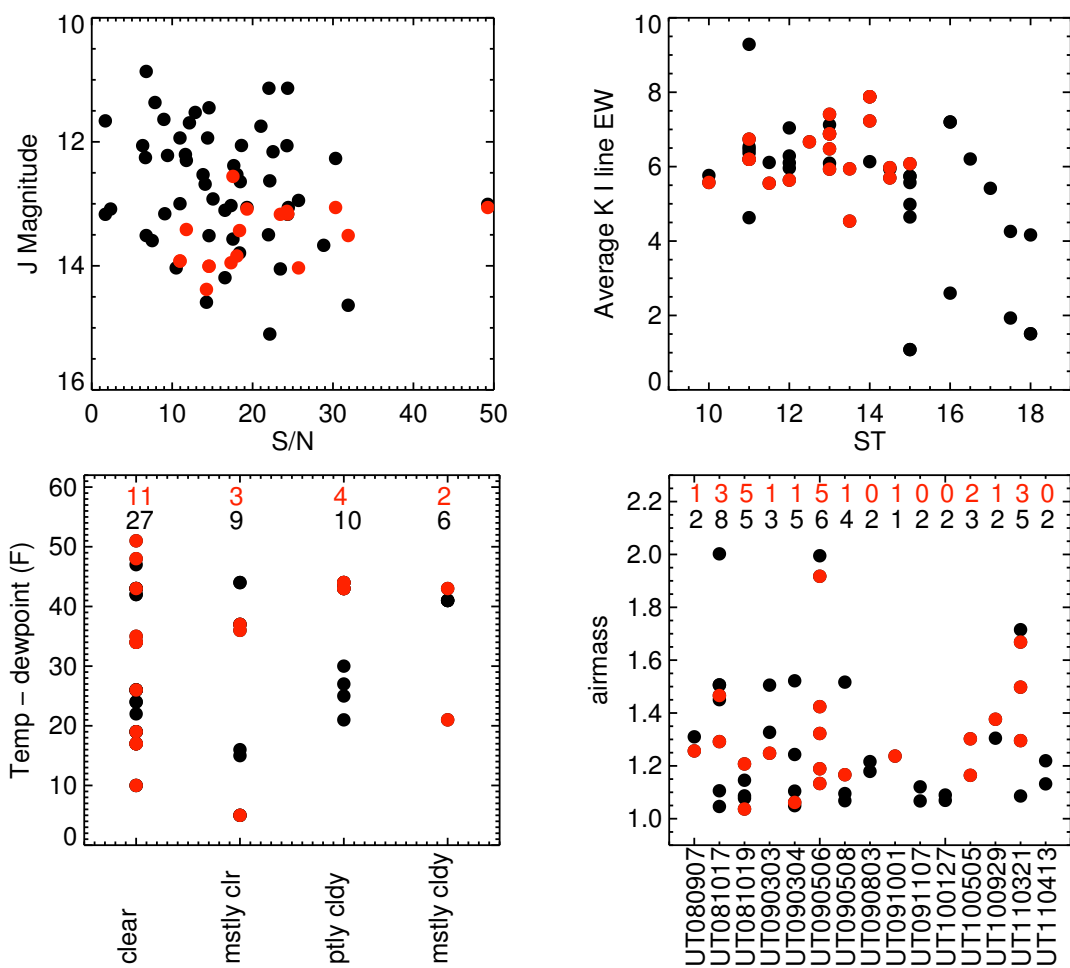 10
12
14
16
J Magnitude
0 10 20 30 40 50
S/N
10
8
6
4
2
0
Average K I line EW
10 12 14 16 18
ST
60
50
40
30
20
10
0
Temp − dewpoint (F)
11 3 4 2
27 9 10 6
clear
mstly clr
ptly cldy
mstly cldy
2.2
2.0
1.8
1.6
1.4
1.2
1.0
airmass
1 3 5 1 1 5 1 0 1 0 0 2 1 3 0
2 8 5 3 5 6 4 2 1 2 2 3 2 5 2
UT080907
UT081017
UT081019
UT090303
UT090304
UT090506
UT090508
UT090803
UT091001
UT091107
UT100127
UT100505
UT100929
UT110321
UT110413